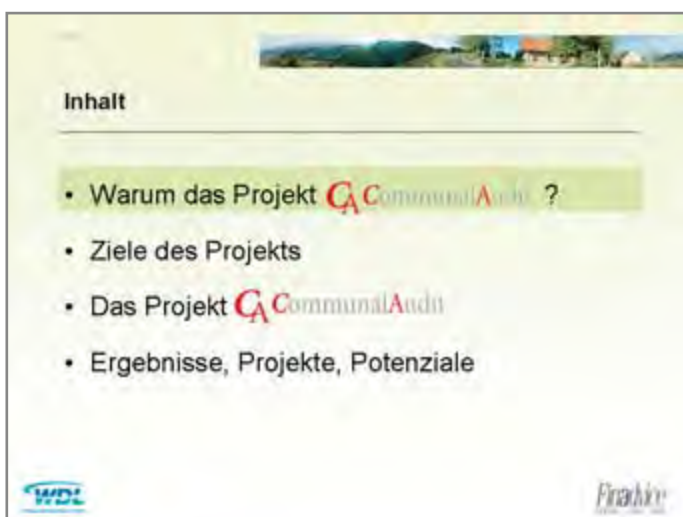 Inhalt
• Warum das Projekt CA CommunalAudit ?
• Ziele des Projekts
• Das Projekt CA CommunalAudit
• Ergebnisse, Projekte, Potenziale
WDL Finadvice